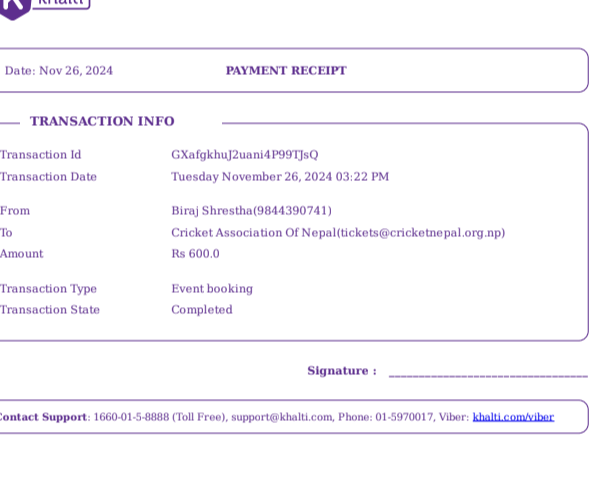 khalti
Date: Nov 26, 2024 PAYMENT RECEIPT
TRANSACTION INFO
Transaction Id GXafgkhuJ2uani4P99TJsQ
Transaction Date Tuesday November 26, 2024 03:22 PM
From Biraj Shrestha(9844390741)
To Cricket Association Of Nepal(tickets@cricketnepal.org.np)
Amount Rs 600.0
Transaction Type Event booking
Transaction State Completed
Signature : ________________________________
Contact Support: 1660-01-5-8888 (Toll Free), support@khalti.com, Phone: 01-5970017, Viber: khalti.com/viber